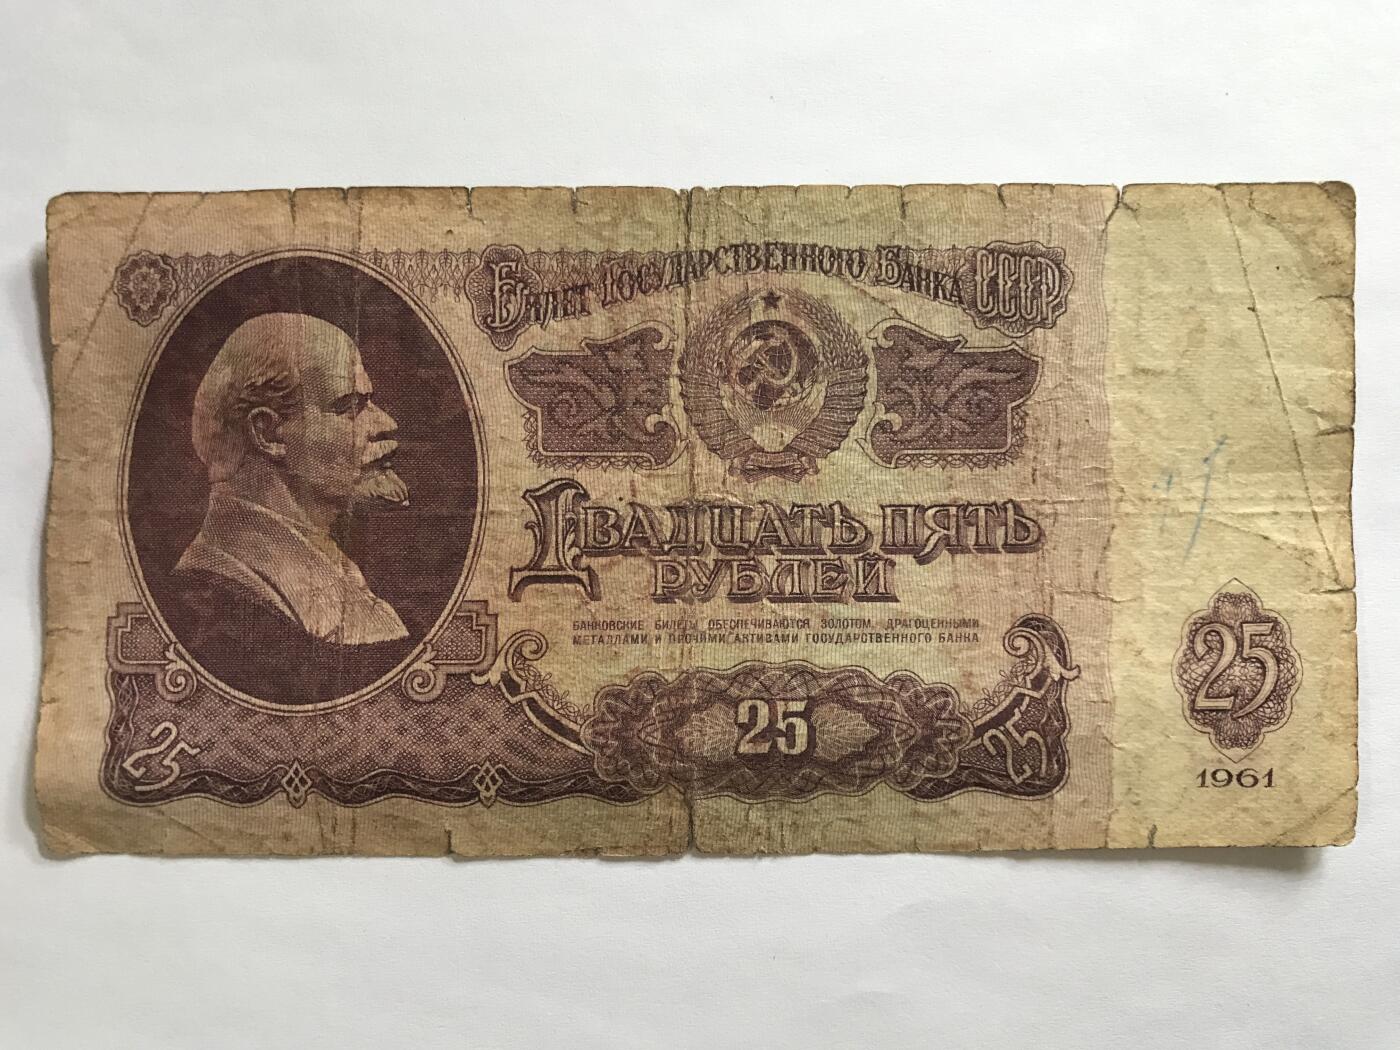 Билет Государственного Банка СССР
Двадцать пять
рублей
БАНКОВСКИЕ БИЛЕТЫ ОБЕСПЕЧИВАЮТСЯ ЗОЛОТОМ, ДРАГОЦЕННЫМИ
МЕТАЛЛАМИ И ПРОЧИМИ АКТИВАМИ ГОСУДАРСТВЕННОГО БАНКА
25
25
25
25
1961